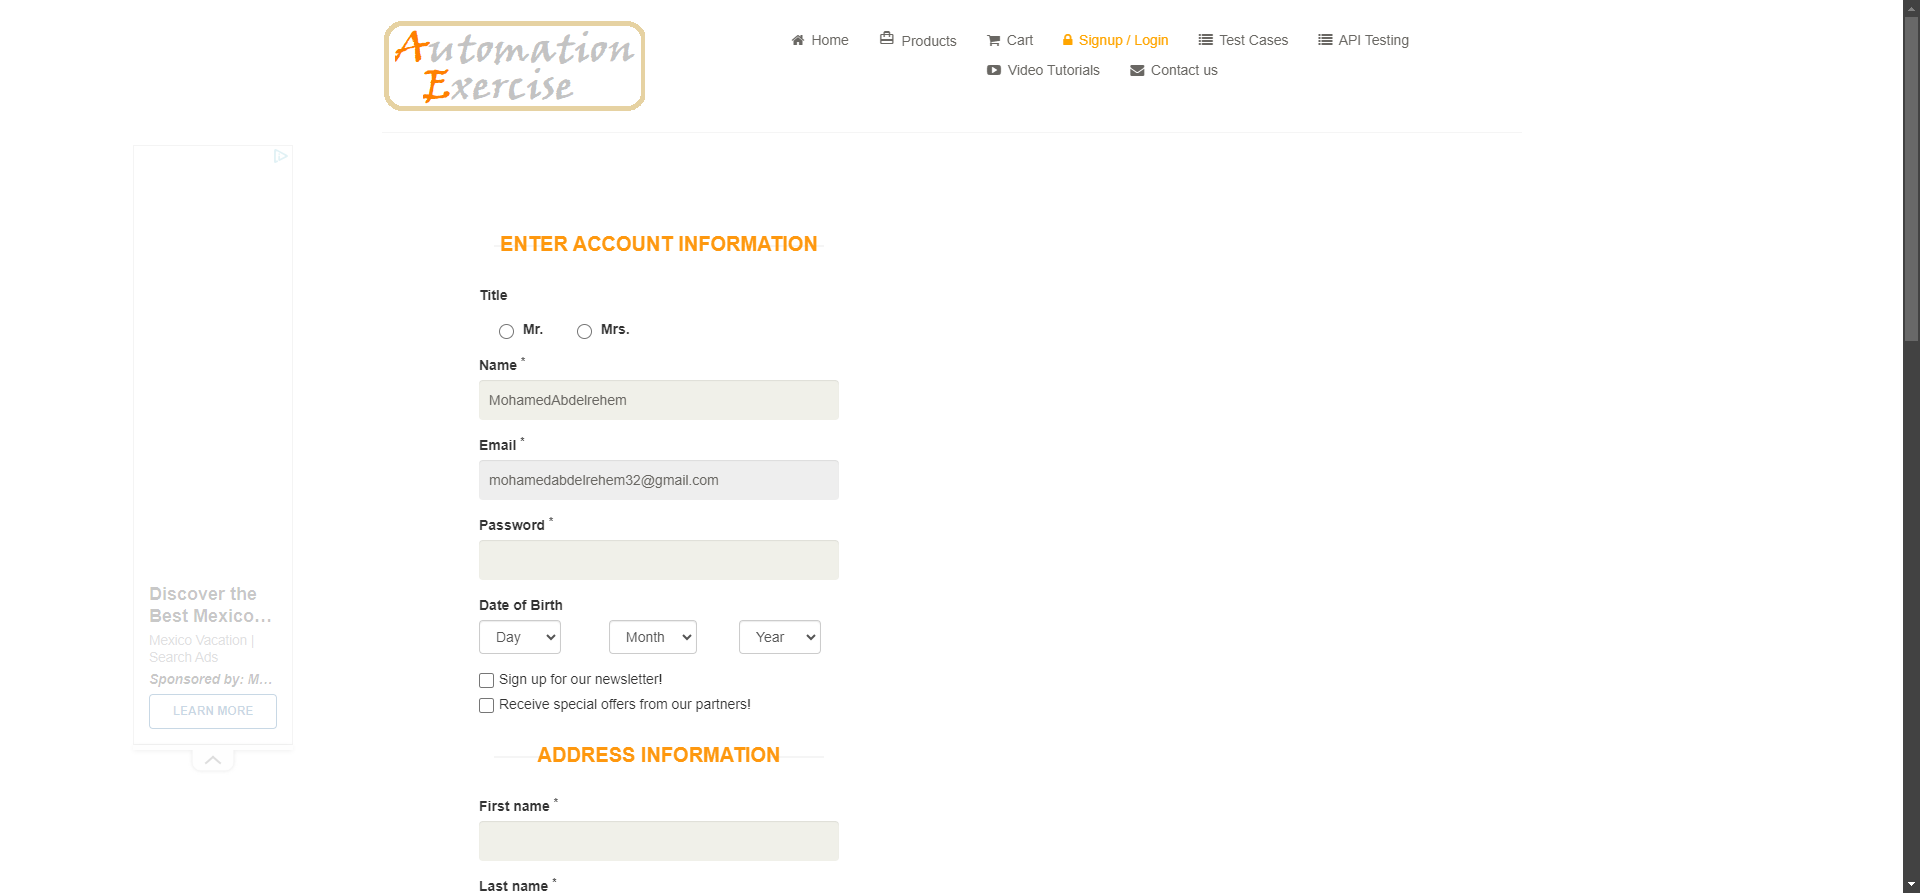 Automation
Exercise
Home
Products
Cart
Signup / Login
Test Cases
API Testing
Video Tutorials
Contact us
ENTER ACCOUNT INFORMATION
Title
Mr.
Mrs.
Name *
MohamedAbdelrehem
Email *
mohamedabdelrehem32@gmail.com
Password *
Date of Birth
Day
Month
Year
Sign up for our newsletter!
Receive special offers from our partners!
ADDRESS INFORMATION
First name *
Last name *
Discover the
Best Mexico...
Mexico Vacation |
Search Ads
Sponsored by: M...
LEARN MORE